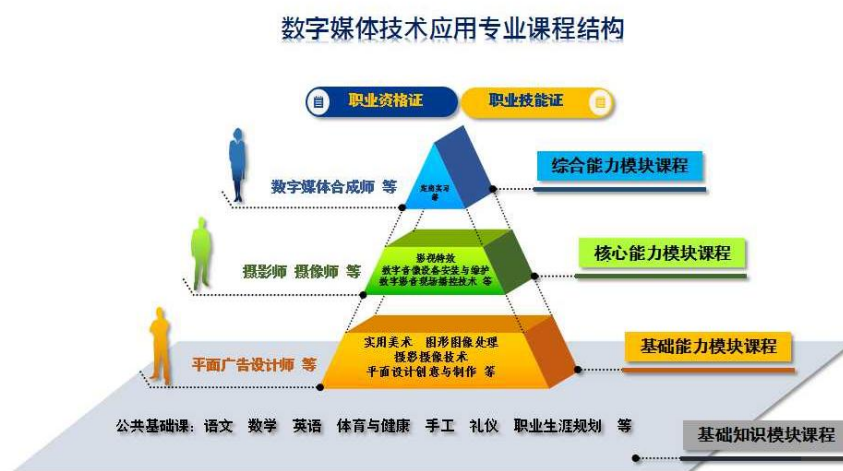 数字媒体技术应用专业课程结构
职业资格证
职业技能证
数字媒体合成师 等
顶岗实习
等
综合能力模块课程
摄影师 摄像师 等
影视特效
数字音像设备安装与维护
数字影音现场播控技术 等
核心能力模块课程
平面广告设计师 等
实用美术 图形图像处理
摄影摄像技术
平面设计创意与制作 等
基础能力模块课程
公共基础课：语文 数学 英语 体育与健康 手工 礼仪 职业生涯规划 等
基础知识模块课程